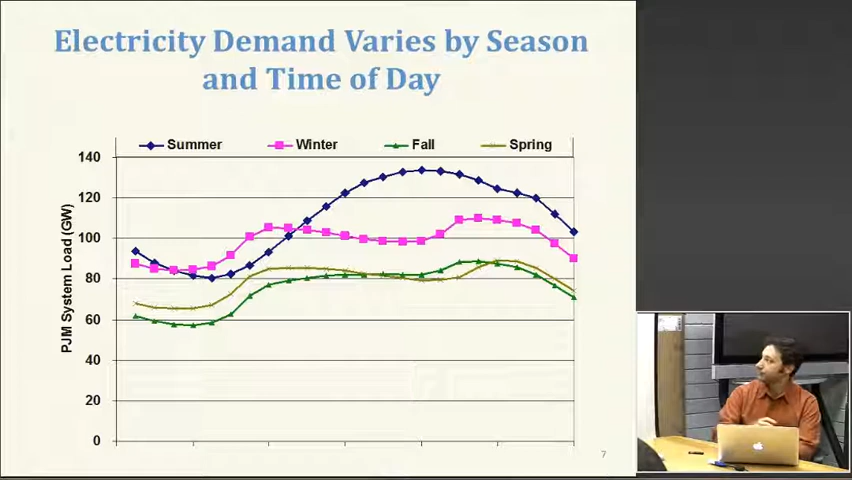 Electricity Demand Varies by Season
and Time of Day
Summer Winter Fall Spring
PJM System Load (GW)
140
120
100
80
60
40
20
0
7